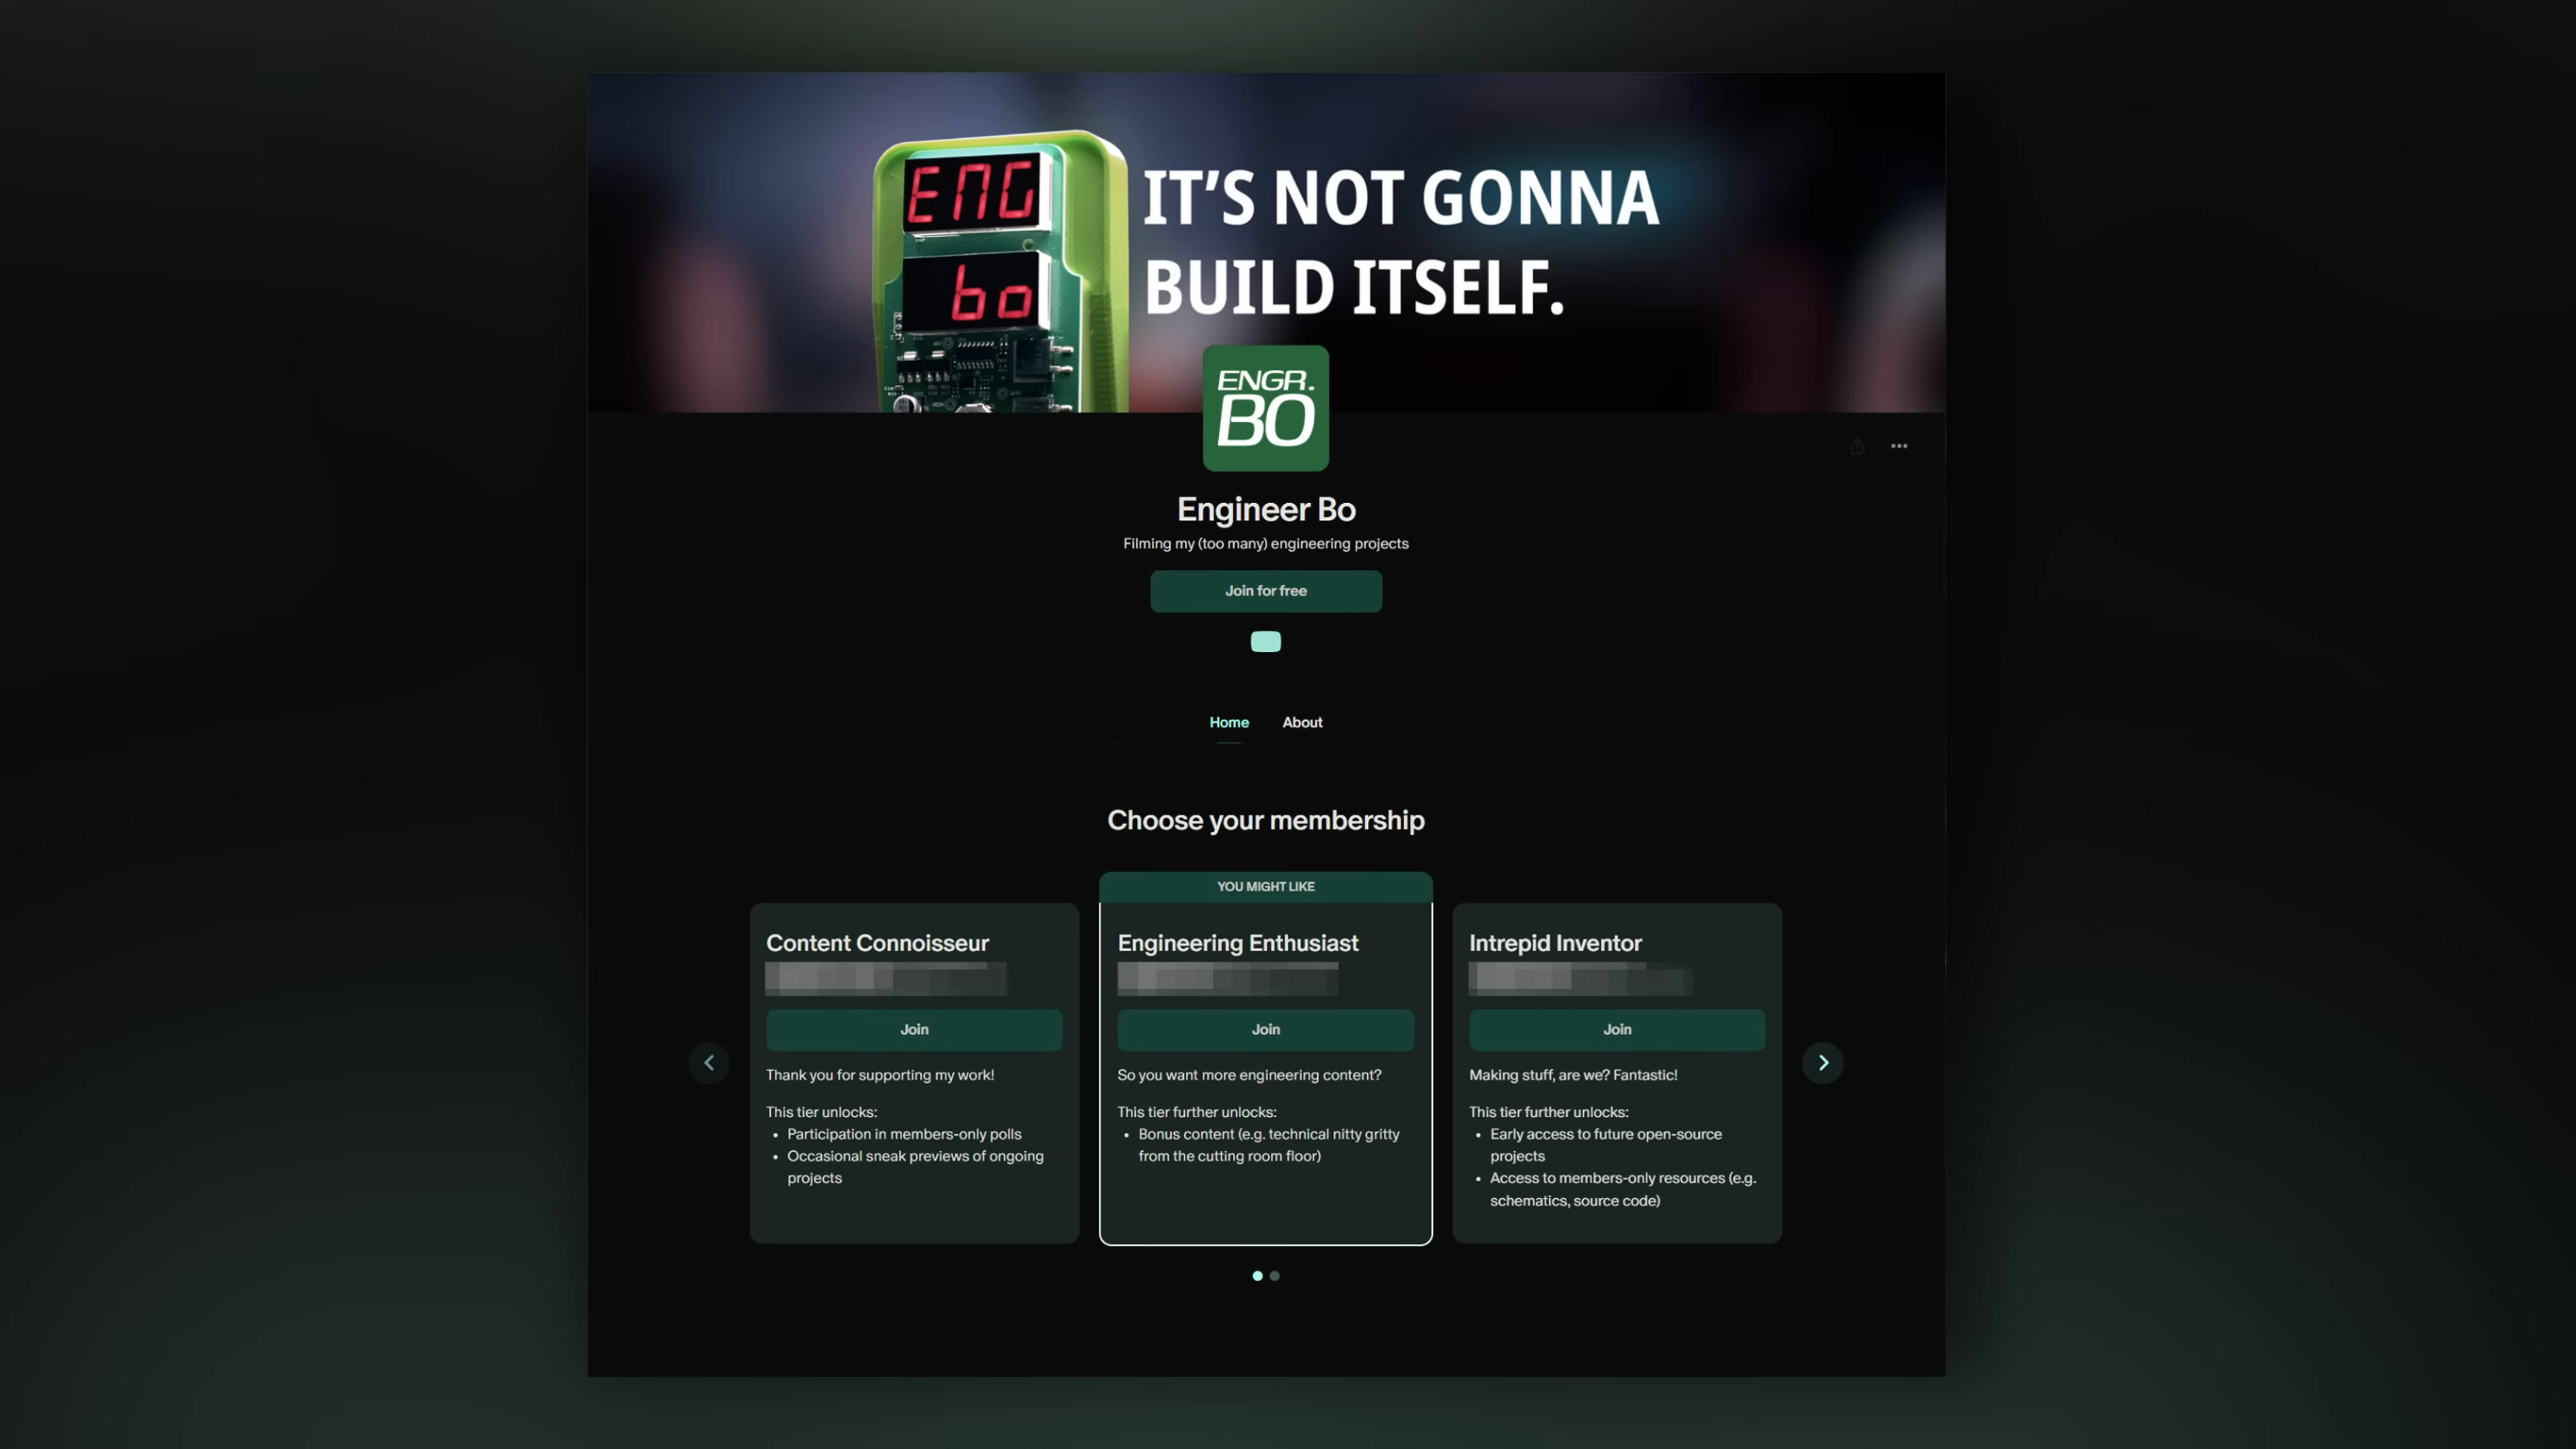 ENG
bo
IT'S NOT GONNA
BUILD ITSELF.
ENGR.
BO
Engineer Bo
Filming my (too many) engineering projects
Join for free
Home About
Choose your membership
YOU MIGHT LIKE
Content Connoisseur
Join
Thank you for supporting my work!
This tier unlocks:
• Participation in members-only polls
• Occasional sneak previews of ongoing
projects
Engineering Enthusiast
Join
So you want more engineering content?
This tier further unlocks:
• Bonus content (e.g. technical nitty gritty
from the cutting room floor)
Intrepid Inventor
Join
Making stuff, are we? Fantastic!
This tier further unlocks:
• Early access to future open-source
projects
• Access to members-only resources (e.g.
schematics, source code)